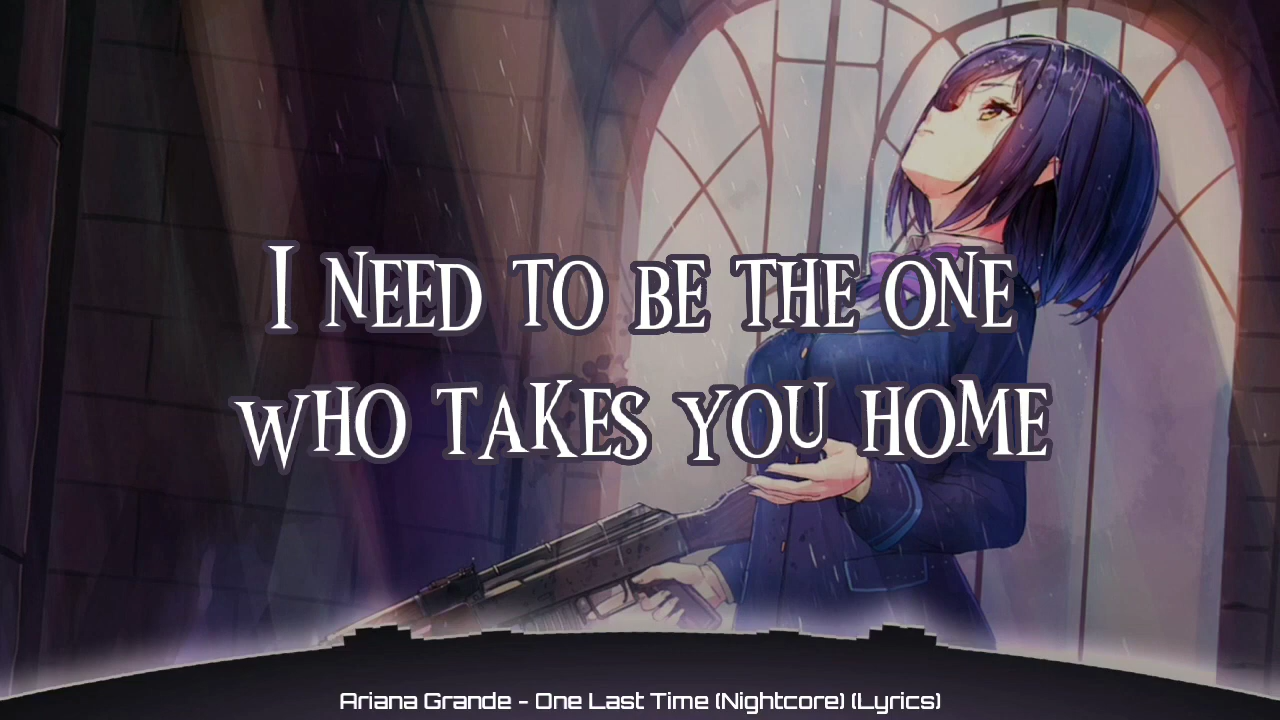 I NEED TO BE THE ONE
WHO TAKES YOU HOME
Ariana Grande - One Last Time (Nightcore) (Lyrics)